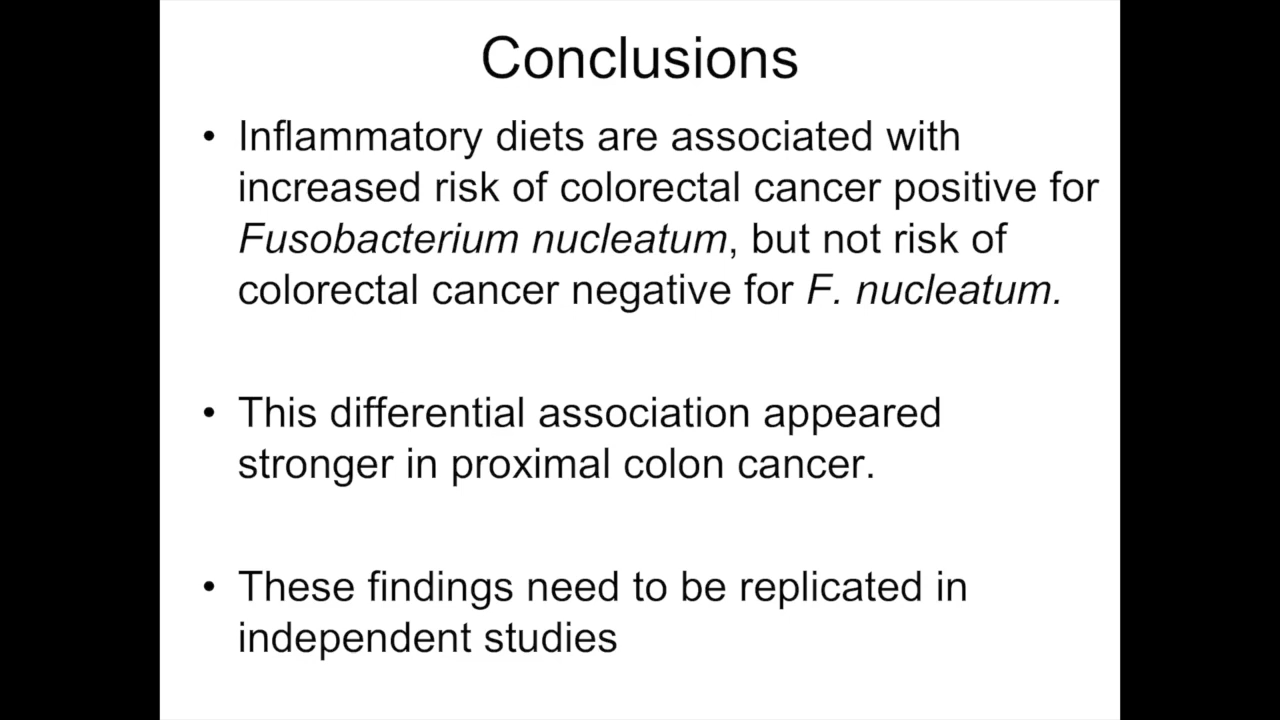 Conclusions
• Inflammatory diets are associated with
increased risk of colorectal cancer positive for
Fusobacterium nucleatum, but not risk of
colorectal cancer negative for F. nucleatum.
• This differential association appeared
stronger in proximal colon cancer.
• These findings need to be replicated in
independent studies